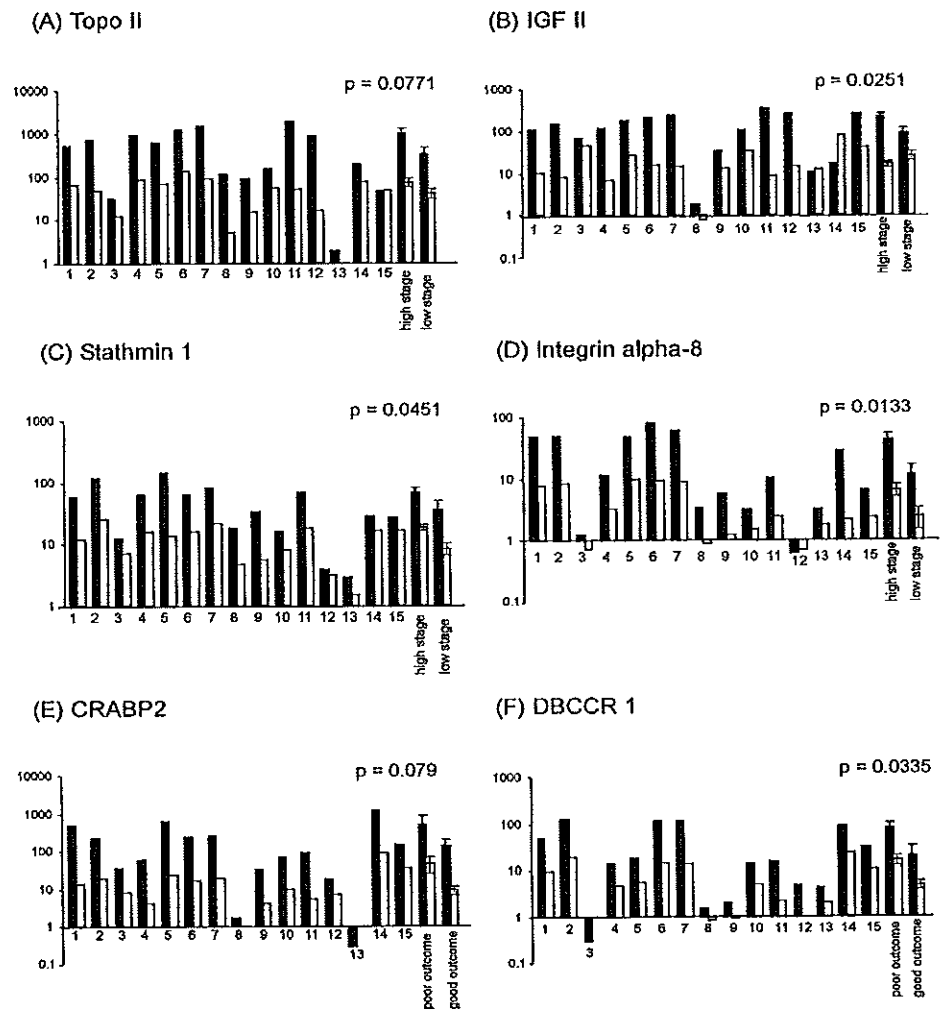 (A) Topo II
p = 0.0771
10000
1000
100
10
1
1 2 3 4 5 6 7 8 9 10 11 12 13 14 15 high stage low stage
(B) IGF II
p = 0.0251
1000
100
10
1
0.1
1 2 3 4 5 6 7 8 9 10 11 12 13 14 15 high stage low stage
(C) Stathmin 1
p = 0.0451
1000
100
10
1
1 2 3 4 5 6 7 8 9 10 11 12 13 14 15 high stage low stage
(D) Integrin alpha-8
p = 0.0133
100
10
1
0.1
1 2 3 4 5 6 7 8 9 10 11 12 13 14 15 high stage low stage
(E) CRABP2
p = 0.079
10000
1000
100
10
1
0.1
1 2 3 4 5 6 7 8 9 10 11 12 13 14 15 poor outcome good outcome
(F) DBCCR 1
p = 0.0335
1000
100
10
1
0.1
1 2 3 4 5 6 7 8 9 10 11 12 13 14 15 poor outcome good outcome